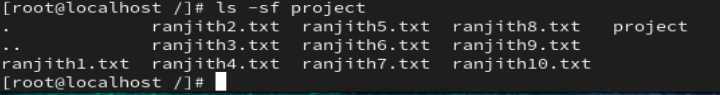 [root@localhost /]# ls -sf project
.            ranjith2.txt  ranjith5.txt  ranjith8.txt   project
..           ranjith3.txt  ranjith6.txt  ranjith9.txt
ranjith1.txt  ranjith4.txt  ranjith7.txt  ranjith10.txt
[root@localhost /]#